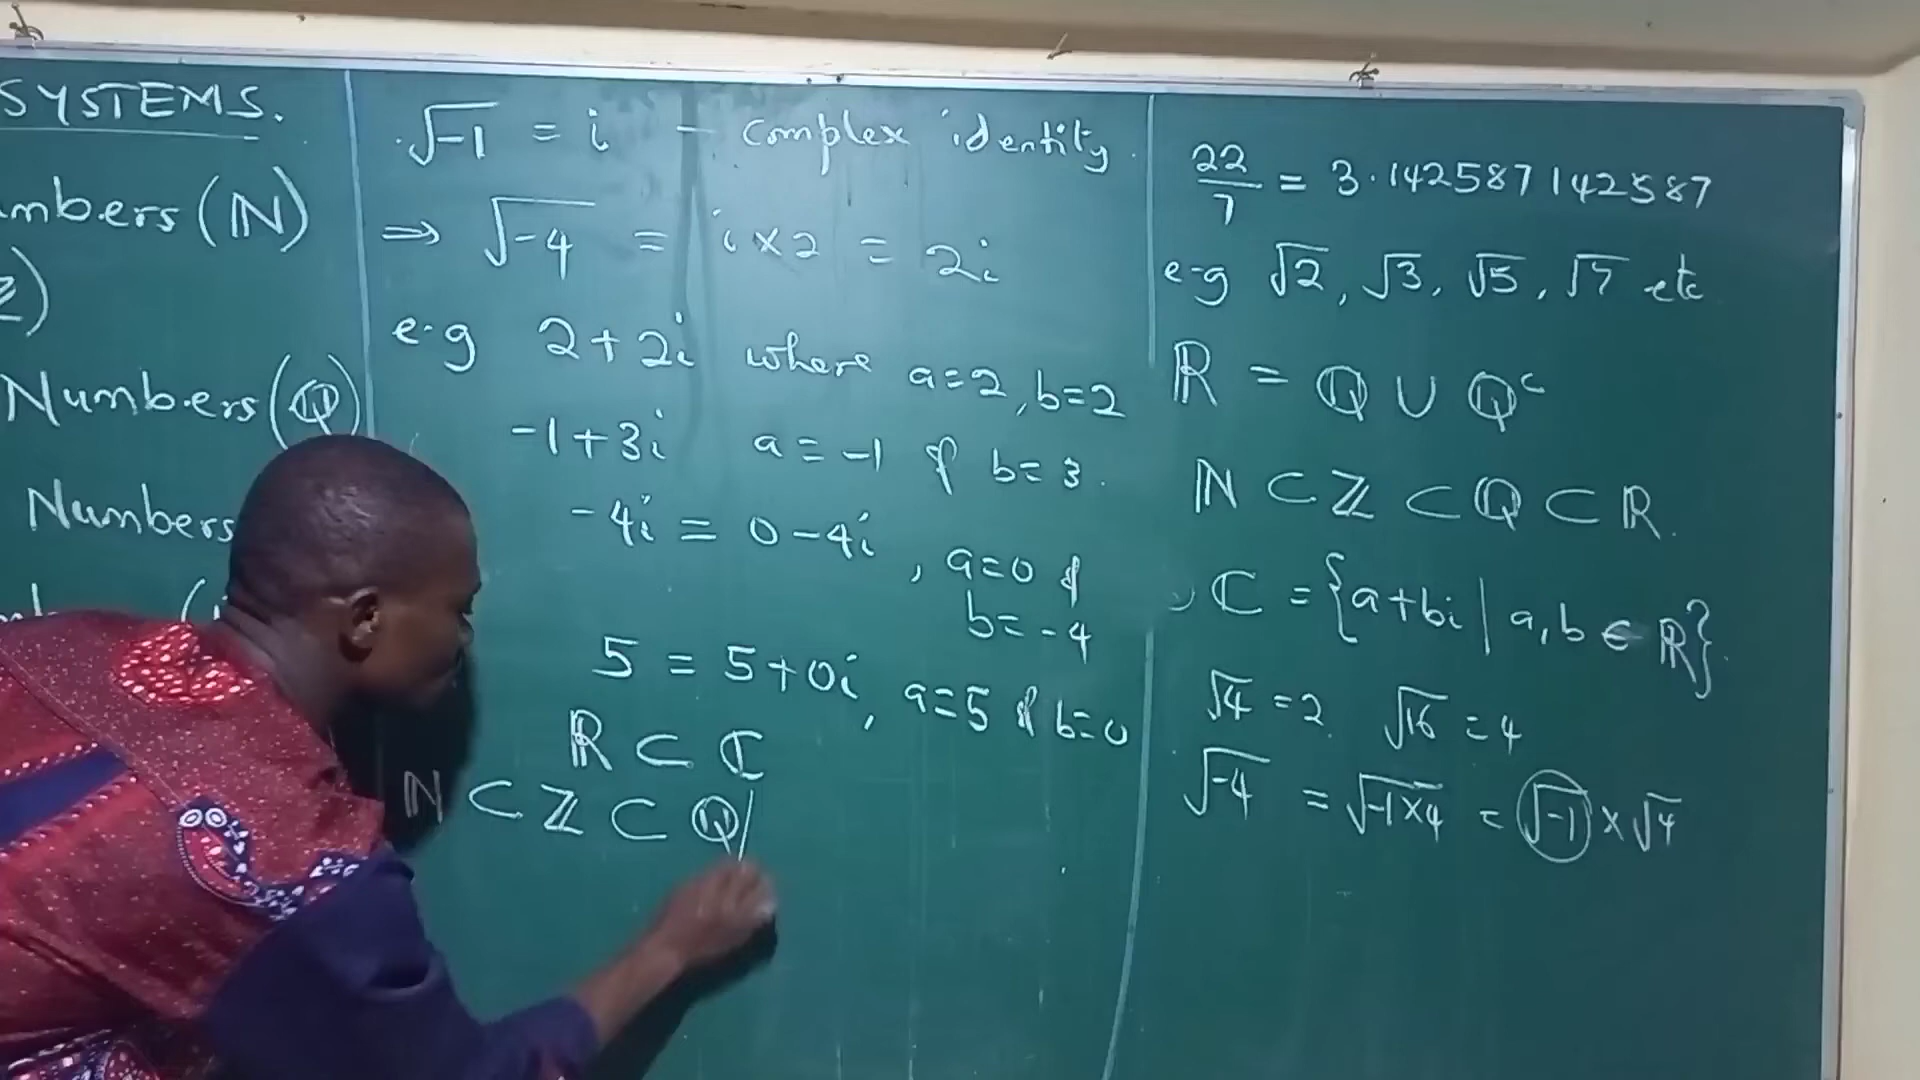 SYSTEMS.
mbers (ℕ)
ℤ)
Numbers (ℚ)
Numbers
√-1 = i - complex identity.
⇒ √-4 = i × 2 = 2i
e-g 2+2i where a=2, b=2
-1+3i a = -1 & b = 3.
-4i = 0-4i, a=0 &
b = -4
5 = 5+0i, a=5 & b=0
ℝ ⊂ ℂ
ℕ ⊂ ℤ ⊂ ℚ
22/7 = 3.142587142587
e-g √2, √3, √5, √7 etc
ℝ = ℚ ∪ ℚᶜ
ℕ ⊂ ℤ ⊂ ℚ ⊂ ℝ.
ℂ = {a+bi | a, b ∈ ℝ}.
√4 = 2 √16 = 4
√-4 = √-1×4 = √-1 × √4